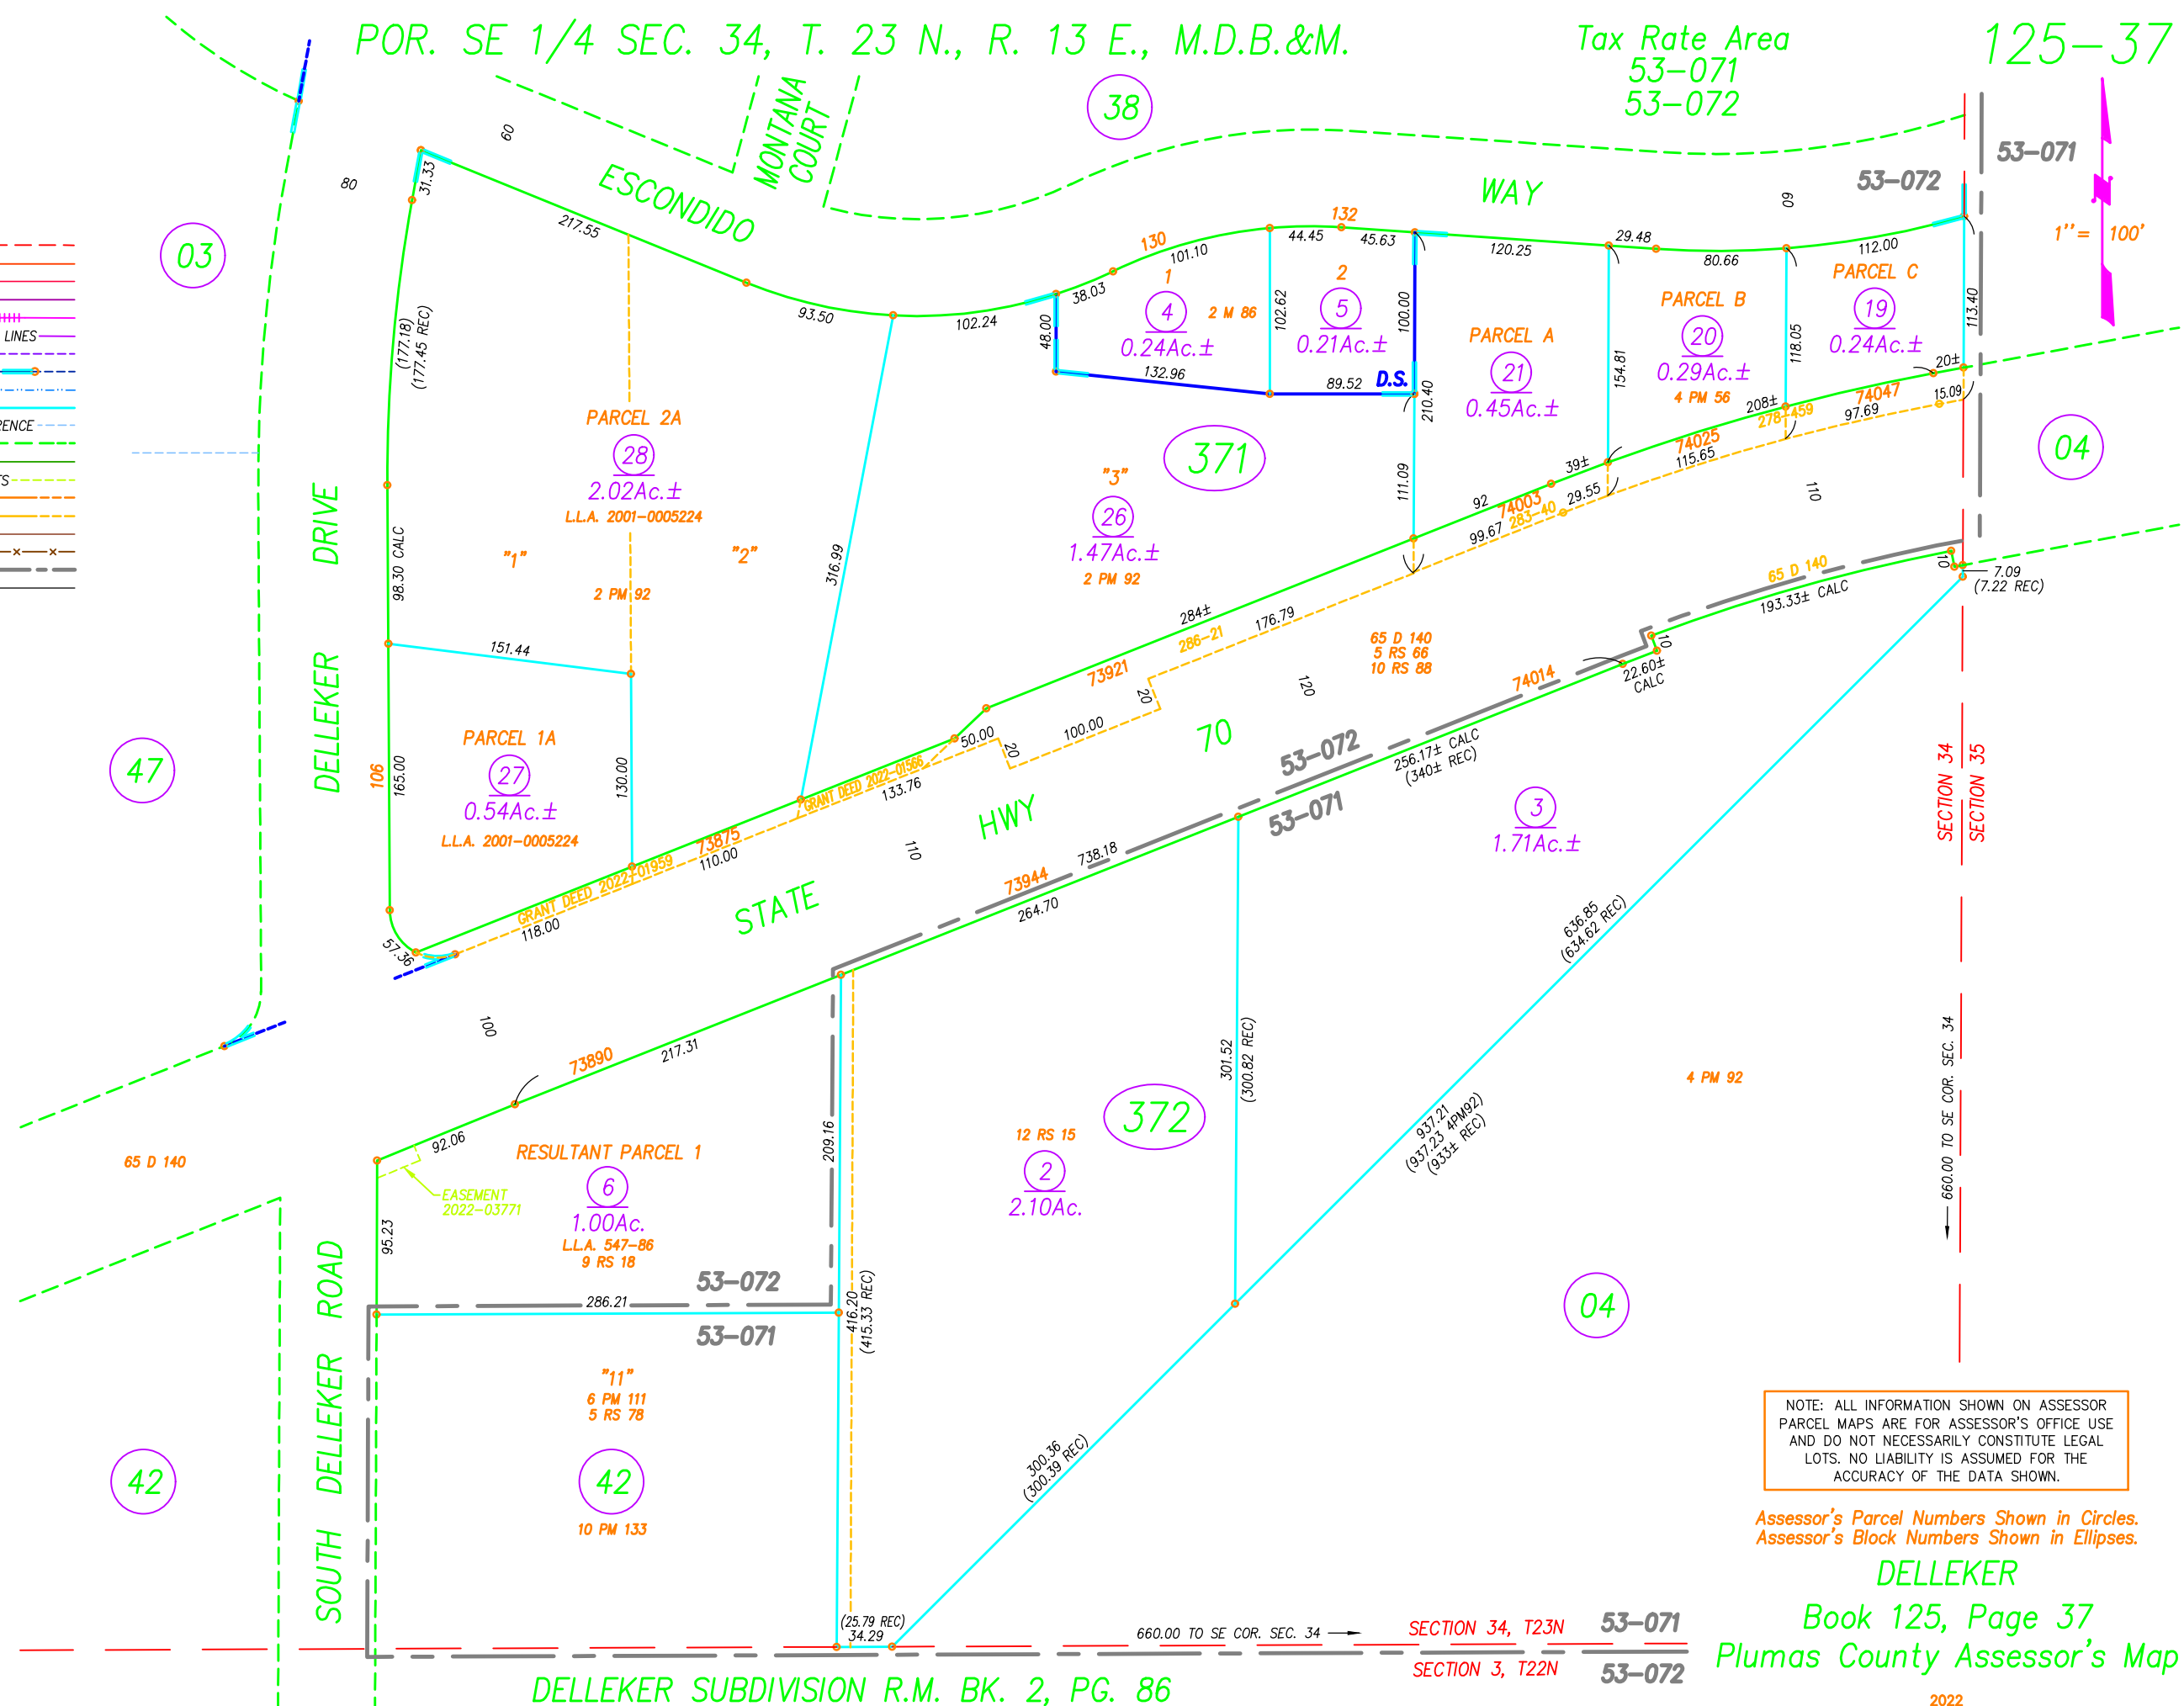 POR. SE 1/4 SEC. 34, T. 23 N., R. 13 E., M.D.B.&M.
Tax Rate Area
53-071
53-072
125-37
38
MONTANA
COURT
60
80
31.33
ESCONDIDO
WAY
60
53-072
53-071
1"= 100'
03
LINES
RENCE
TS
217.55
93.50
102.24
38.03
130
101.10
44.45
132
45.63
120.25
29.48
80.66
112.00
113.40
(177.18)
(177.45 REC)
48.00
1
4
0.24Ac.±
2 M 86
132.96
102.62
2
5
0.21Ac.±
89.52
D.S.
100.00
210.40
PARCEL A
21
0.45Ac.±
154.81
PARCEL B
20
0.29Ac.±
4 PM 56
118.05
PARCEL C
19
0.24Ac.±
20±
15.09
74047
97.69
208±
278-459
74025
115.65
04
PARCEL 2A
28
2.02Ac.±
L.L.A. 2001-0005224
"1"
"2"
2 PM 92
371
"3"
26
1.47Ac.±
2 PM 92
111.09
92
39±
74003
29.55
283-40
99.67
110
DELLEKER DRIVE
98.30 CALC
316.99
151.44
284±
286-21
176.79
73921
65 D 140
5 RS 66
10 RS 88
65 D 140
193.33± CALC
10
10
7.09
(7.22 REC)
22.60±
CALC
74014
120
20
100.00
20
50.00
70
47
106
165.00
PARCEL 1A
27
0.54Ac.±
L.L.A. 2001-0005224
130.00
GRANT DEED 2022-01566
133.76
73875
110.00
GRANT DEED 2022-01959
118.00
57.36
110
HWY
STATE
53-072
53-071
256.17± CALC
(340± REC)
3
1.71Ac.±
SECTION 34
SECTION 35
738.18
73944
264.70
636.85
(634.62 REC)
100
73890
217.31
92.06
65 D 140
EASEMENT
2022-03771
95.23
RESULTANT PARCEL 1
6
1.00Ac.
L.L.A. 547-86
9 RS 18
209.16
372
12 RS 15
2
2.10Ac.
301.52
(300.82 REC)
937.21
(937.23 4PM92)
(933± REC)
4 PM 92
660.00 TO SE COR. SEC. 34
53-072
286.21
53-071
416.20
(415.33 REC)
04
SOUTH DELLEKER ROAD
"11"
6 PM 111
5 RS 78
42
42
10 PM 133
300.36
(300.39 REC)
(25.79 REC)
34.29
660.00 TO SE COR. SEC. 34
SECTION 34, T23N
SECTION 3, T22N
53-071
53-072
NOTE: ALL INFORMATION SHOWN ON ASSESSOR
PARCEL MAPS ARE FOR ASSESSOR'S OFFICE USE
AND DO NOT NECESSARILY CONSTITUTE LEGAL
LOTS. NO LIABILITY IS ASSUMED FOR THE
ACCURACY OF THE DATA SHOWN.
Assessor's Parcel Numbers Shown in Circles.
Assessor's Block Numbers Shown in Ellipses.
DELLEKER
Book 125, Page 37
Plumas County Assessor's Map
2022
DELLEKER SUBDIVISION R.M. BK. 2, PG. 86